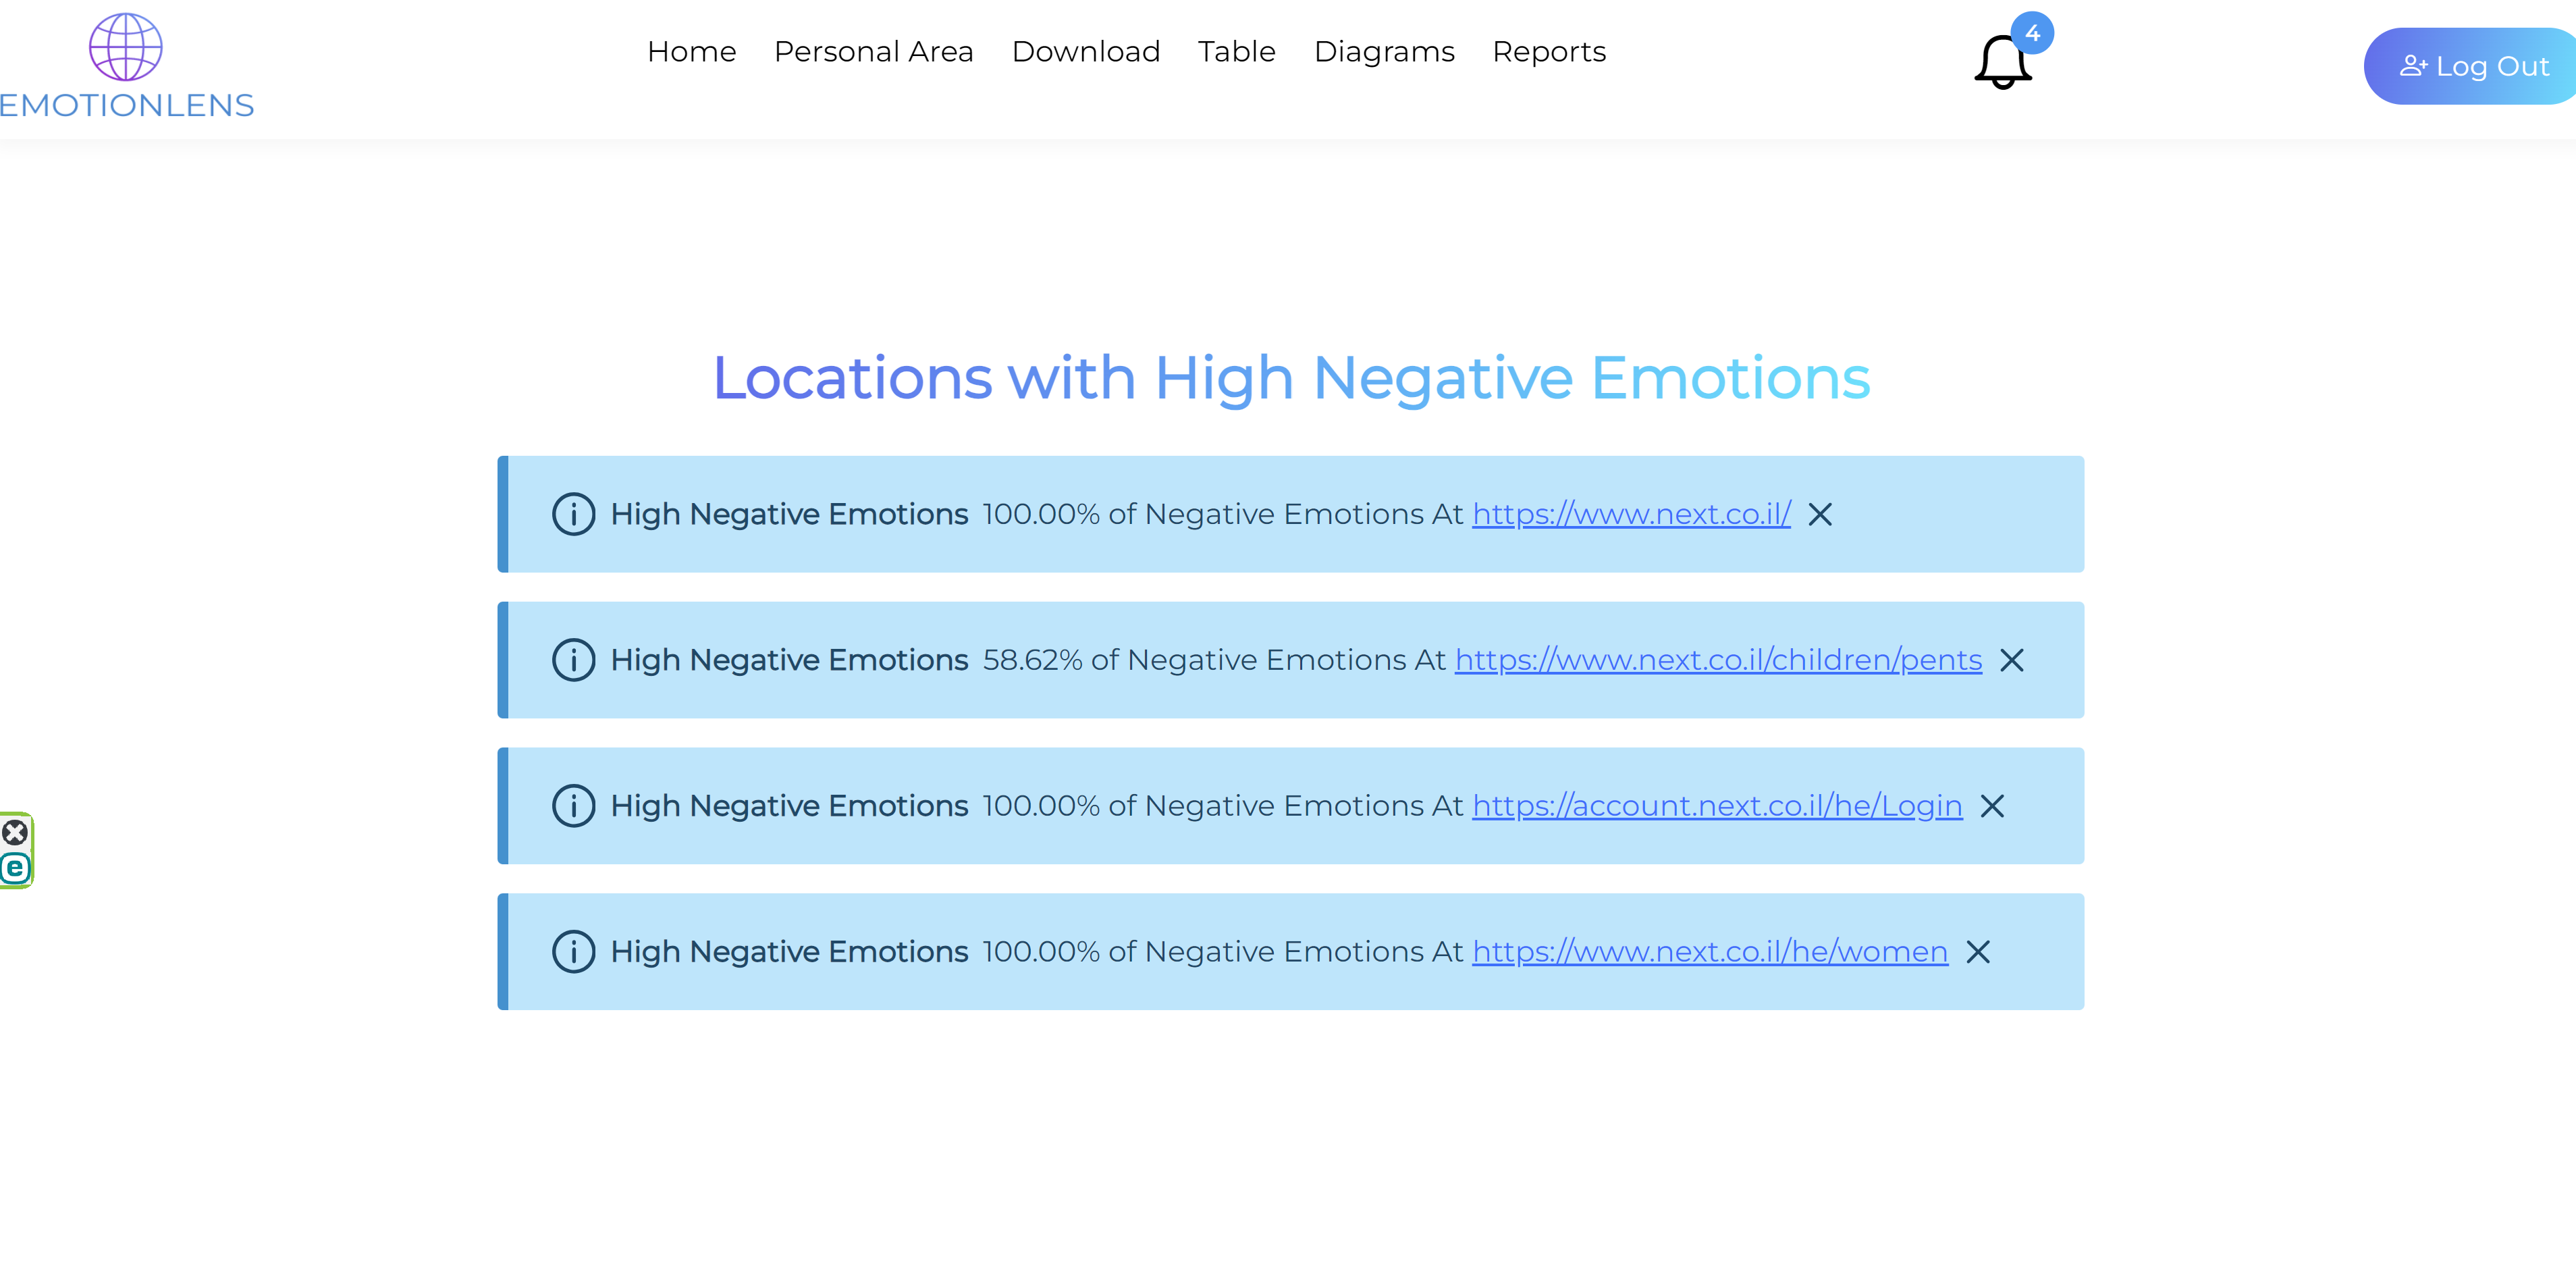 EMOTIONLENS
Home Personal Area Download Table Diagrams Reports
4
Log Out
Locations with High Negative Emotions
High Negative Emotions 100.00% of Negative Emotions At https://www.next.co.il/
High Negative Emotions 58.62% of Negative Emotions At https://www.next.co.il/children/pents
High Negative Emotions 100.00% of Negative Emotions At https://account.next.co.il/he/Login
e
High Negative Emotions 100.00% of Negative Emotions At https://www.next.co.il/he/women